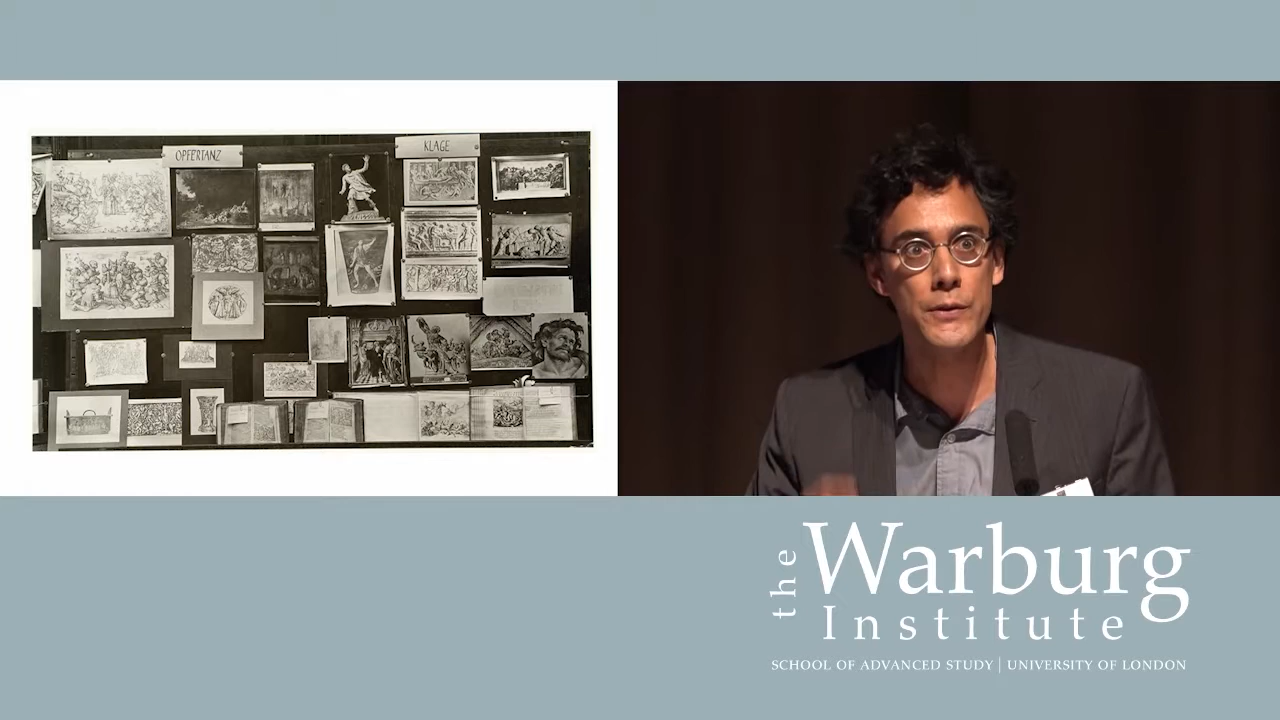 OPFERTANZ
KLAGE
the
Warburg
Institute
SCHOOL OF ADVANCED STUDY | UNIVERSITY OF LONDON